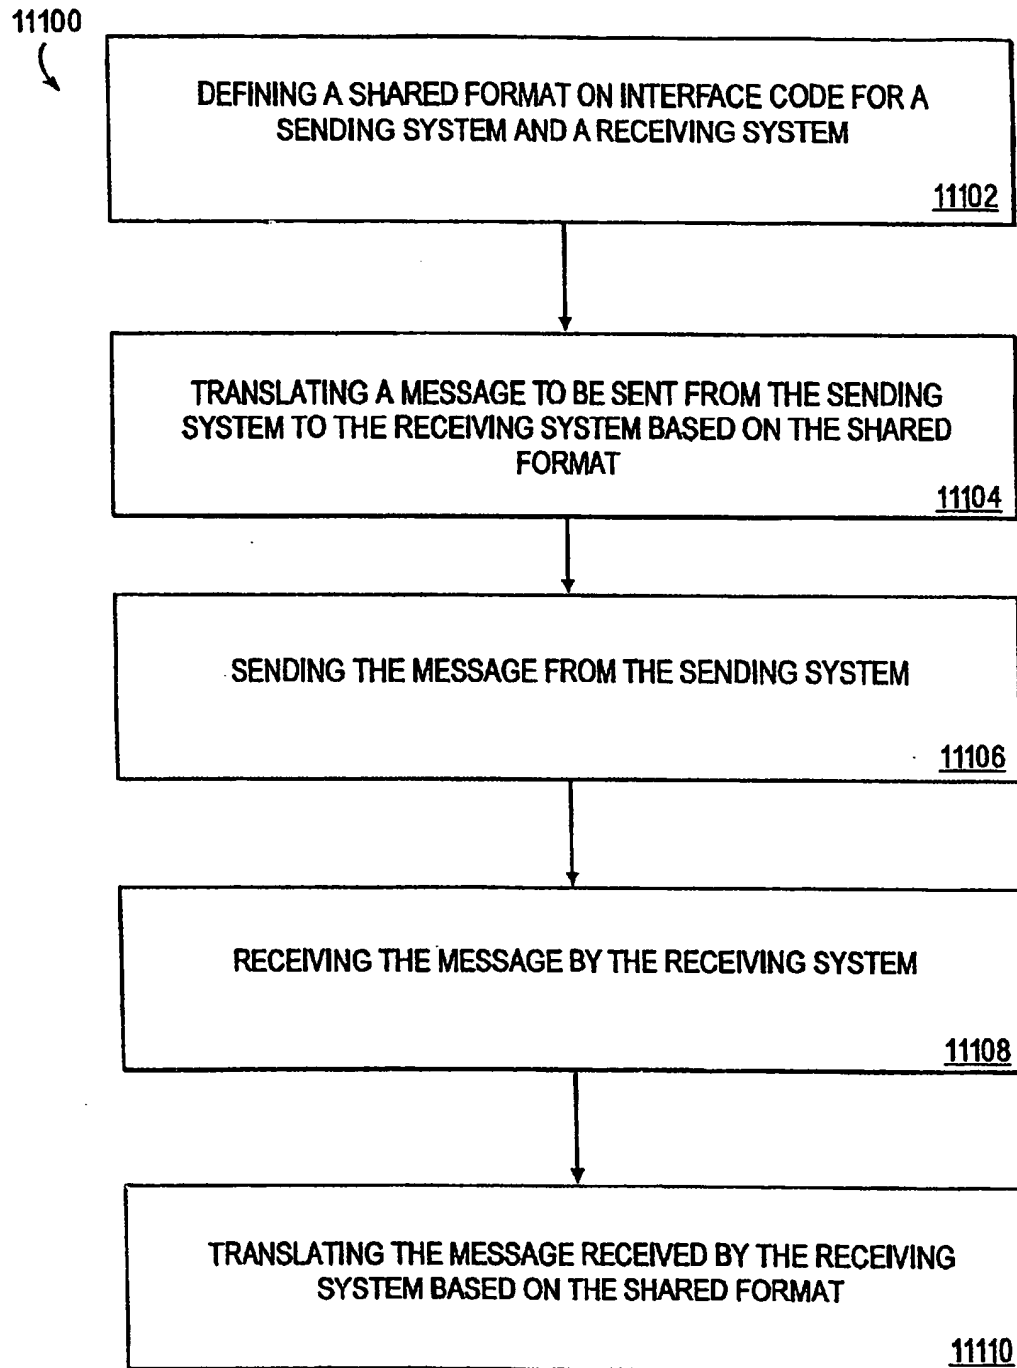 11100
DEFINING A SHARED FORMAT ON INTERFACE CODE FOR A
SENDING SYSTEM AND A RECEIVING SYSTEM
11102
TRANSLATING A MESSAGE TO BE SENT FROM THE SENDING
SYSTEM TO THE RECEIVING SYSTEM BASED ON THE SHARED
FORMAT
11104
SENDING THE MESSAGE FROM THE SENDING SYSTEM
11106
RECEIVING THE MESSAGE BY THE RECEIVING SYSTEM
11108
TRANSLATING THE MESSAGE RECEIVED BY THE RECEIVING
SYSTEM BASED ON THE SHARED FORMAT
11110